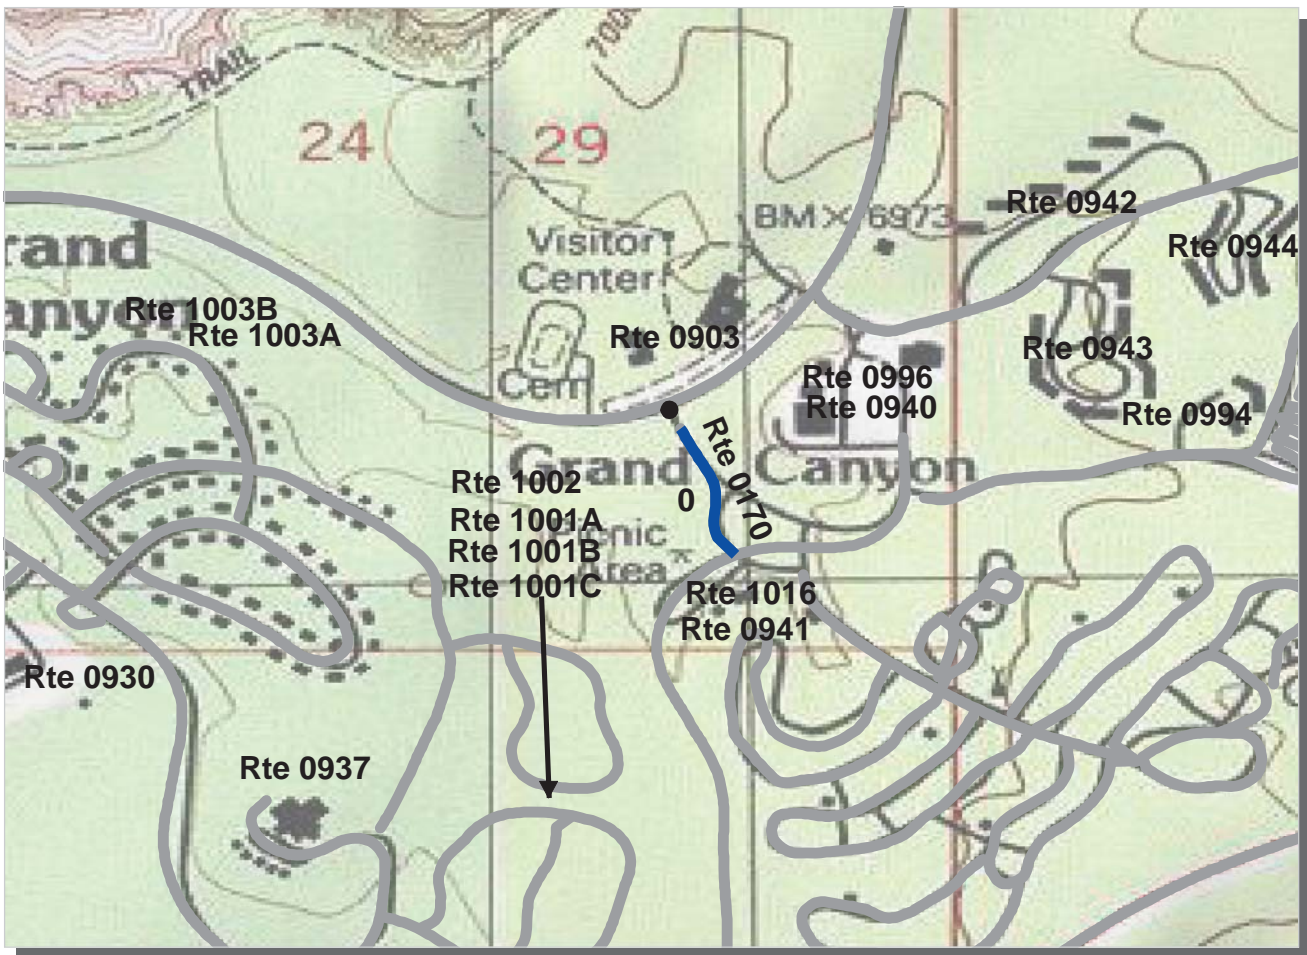 TRAIL
700
24
29
BM X 6973
Rte 0942
Visitor
Center
rand
anyon
Rte 0944
Rte 1003B
Rte 1003A
Rte 0903
Rte 0943
Cem
Rte 0996
Rte 0940
Rte 0994
Rte 0170
Grand Canyon
0
Rte 1002
Rte 1001A
Rte 1001B
Rte 1001C
Picnic
Area
Rte 1016
Rte 0941
Rte 0930
Rte 0937